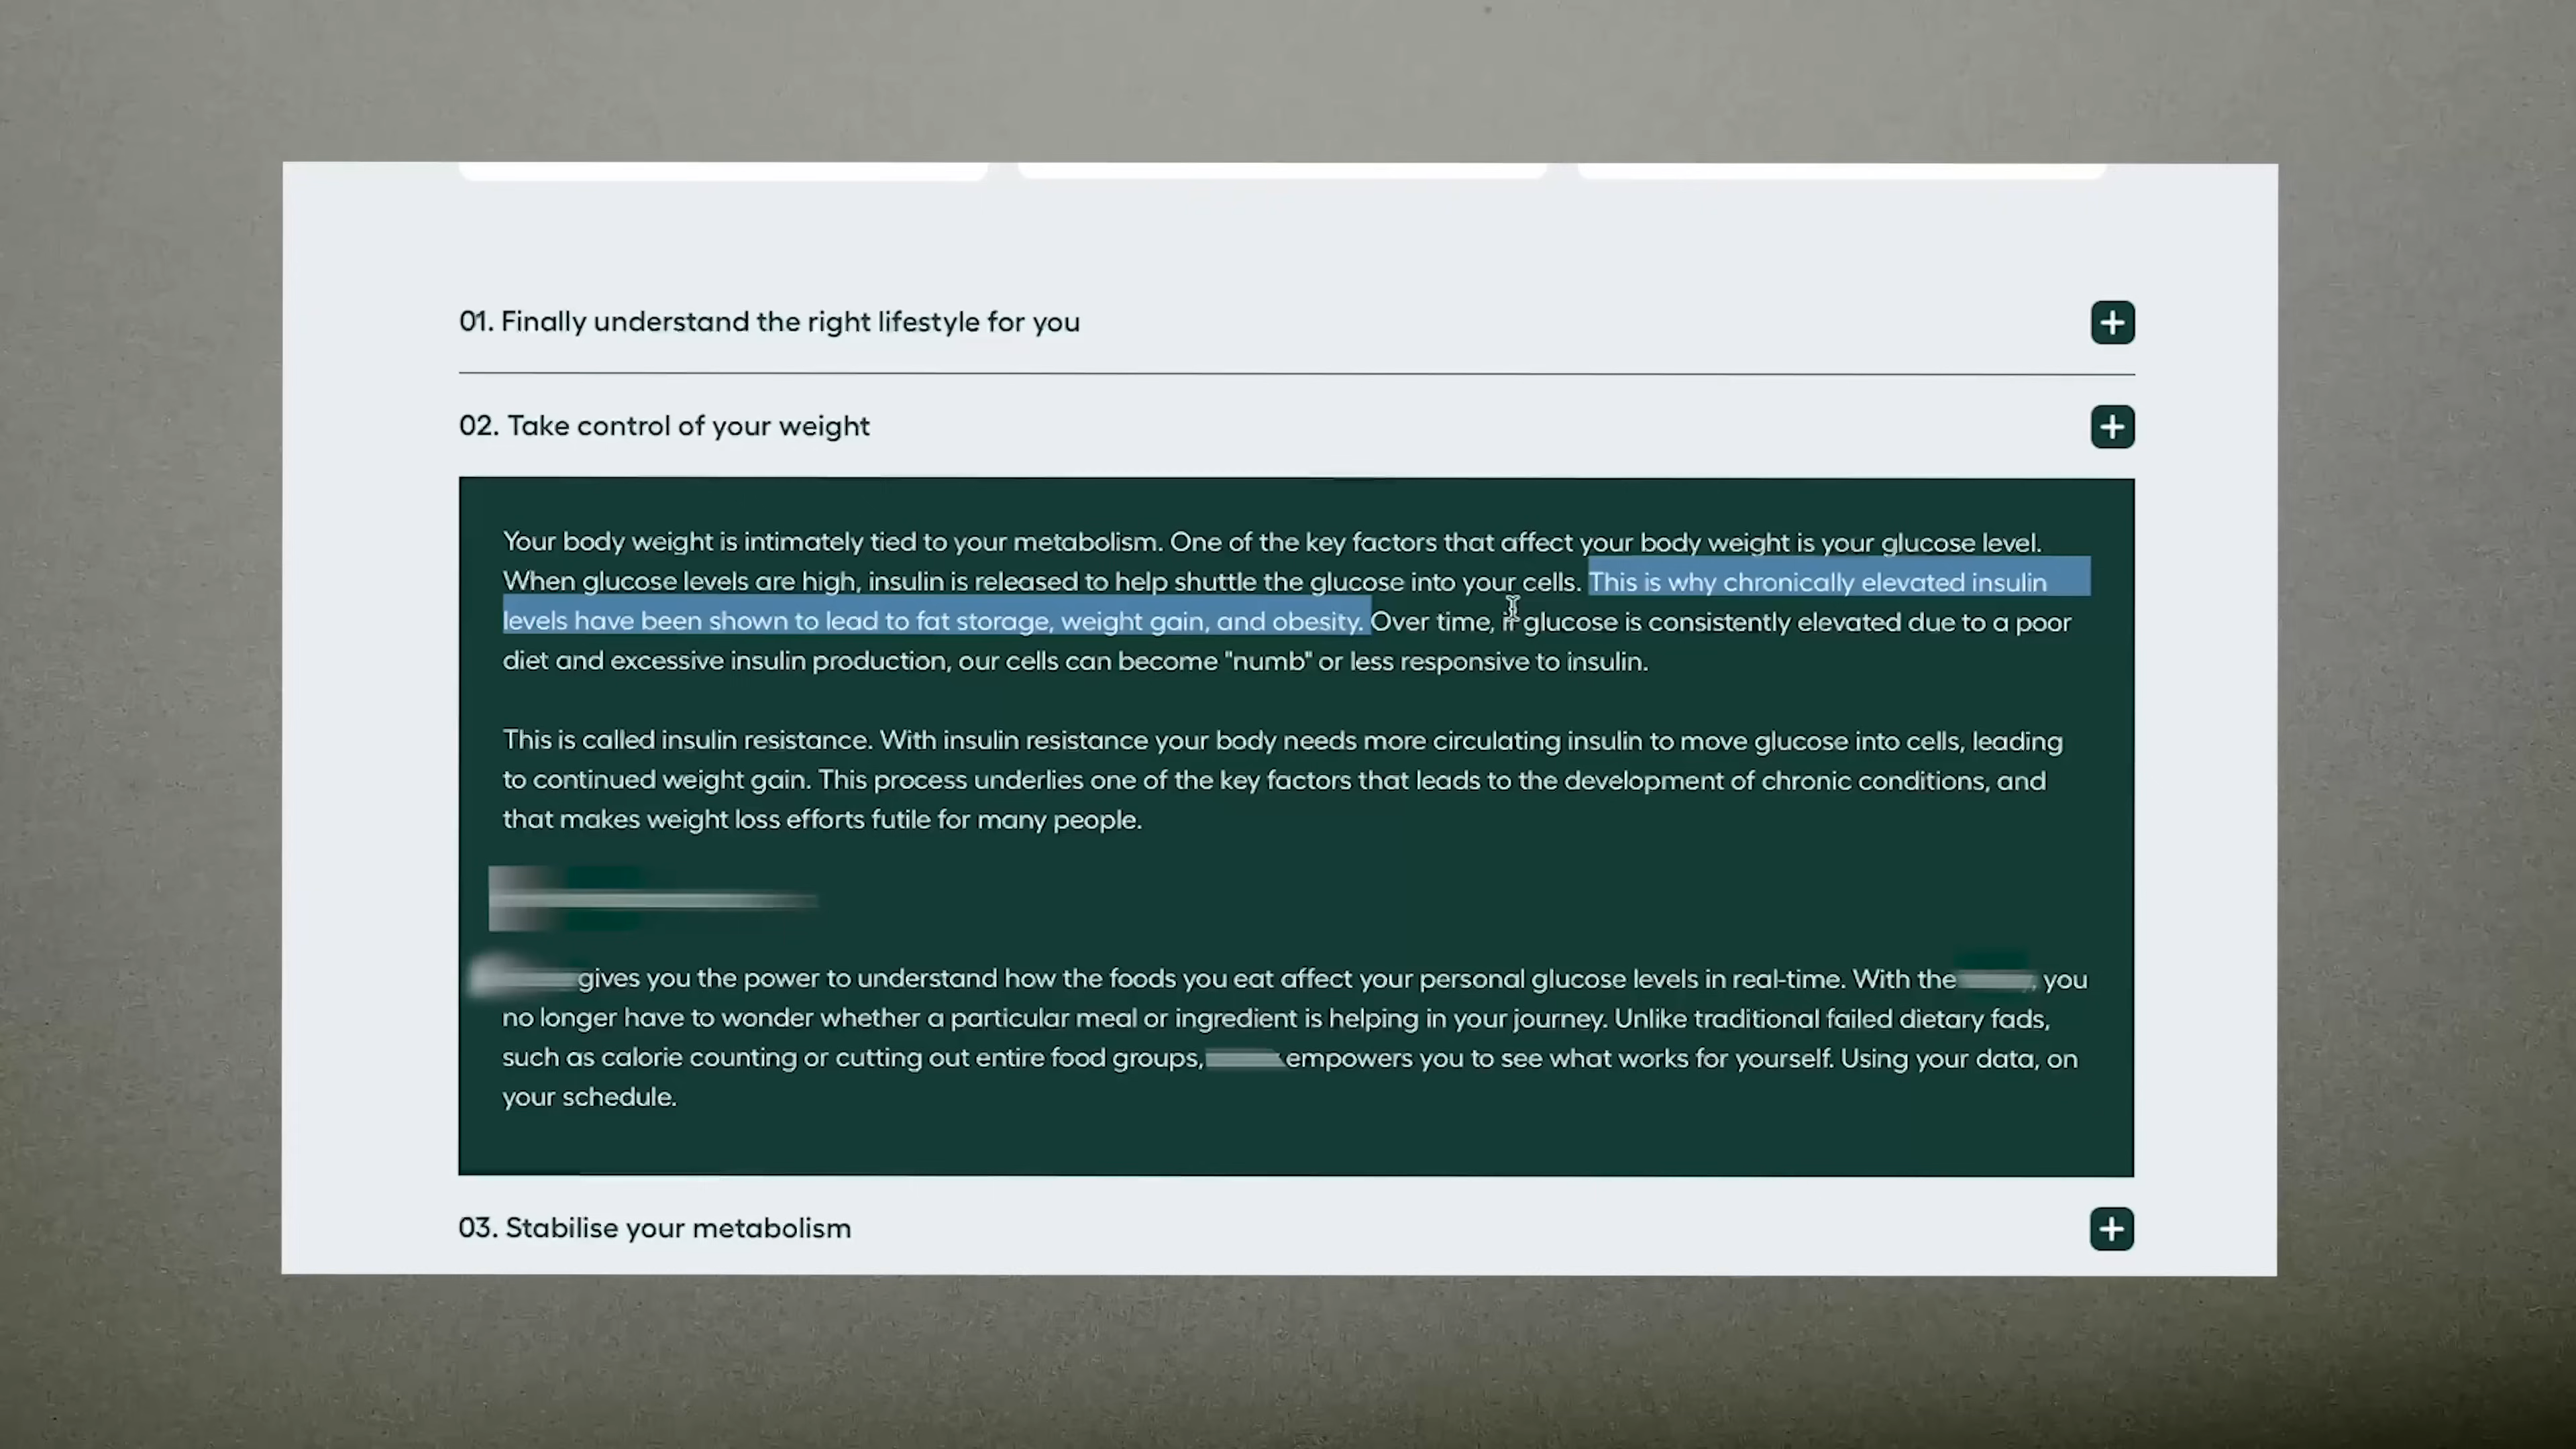 01. Finally understand the right lifestyle for you
02. Take control of your weight
Your body weight is intimately tied to your metabolism. One of the key factors that affect your body weight is your glucose level.
When glucose levels are high, insulin is released to help shuttle the glucose into your cells. This is why chronically elevated insulin
levels have been shown to lead to fat storage, weight gain, and obesity. Over time, if glucose is consistently elevated due to a poor
diet and excessive insulin production, our cells can become "numb" or less responsive to insulin.
This is called insulin resistance. With insulin resistance your body needs more circulating insulin to move glucose into cells, leading
to continued weight gain. This process underlies one of the key factors that leads to the development of chronic conditions, and
that makes weight loss efforts futile for many people.
gives you the power to understand how the foods you eat affect your personal glucose levels in real-time. With the , you
no longer have to wonder whether a particular meal or ingredient is helping in your journey. Unlike traditional failed dietary fads,
such as calorie counting or cutting out entire food groups, empowers you to see what works for yourself. Using your data, on
your schedule.
03. Stabilise your metabolism